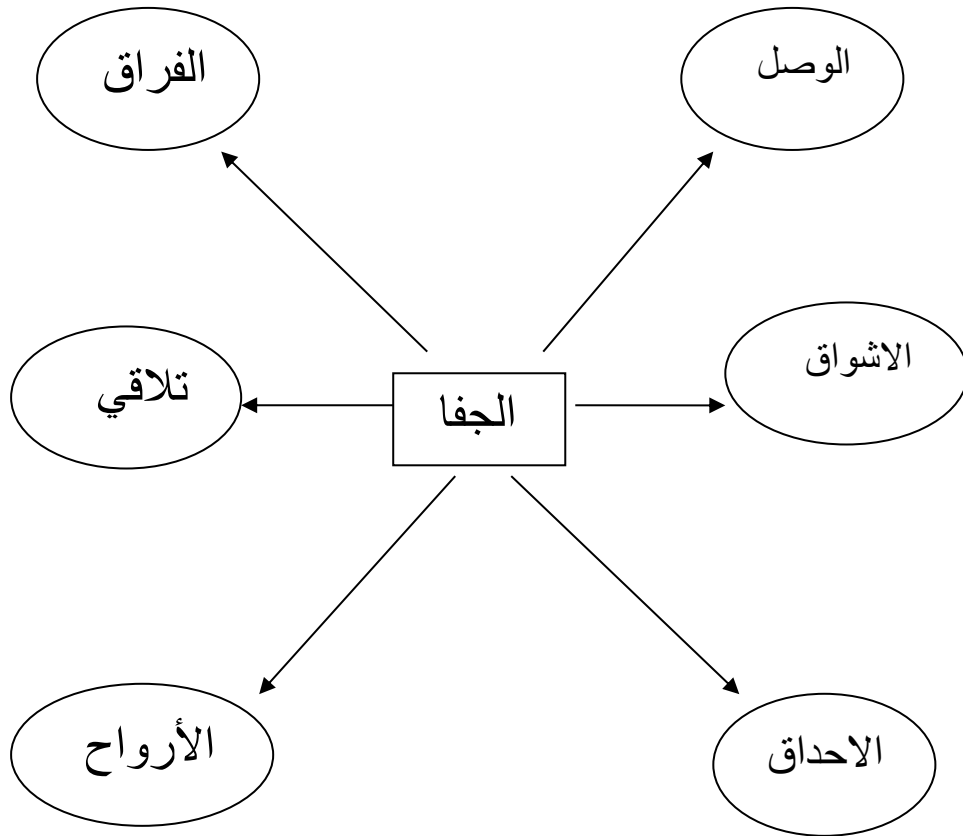 الوصل
الفراق
الاشواق
الجفا
تلاقي
الاحداق
الأرواح